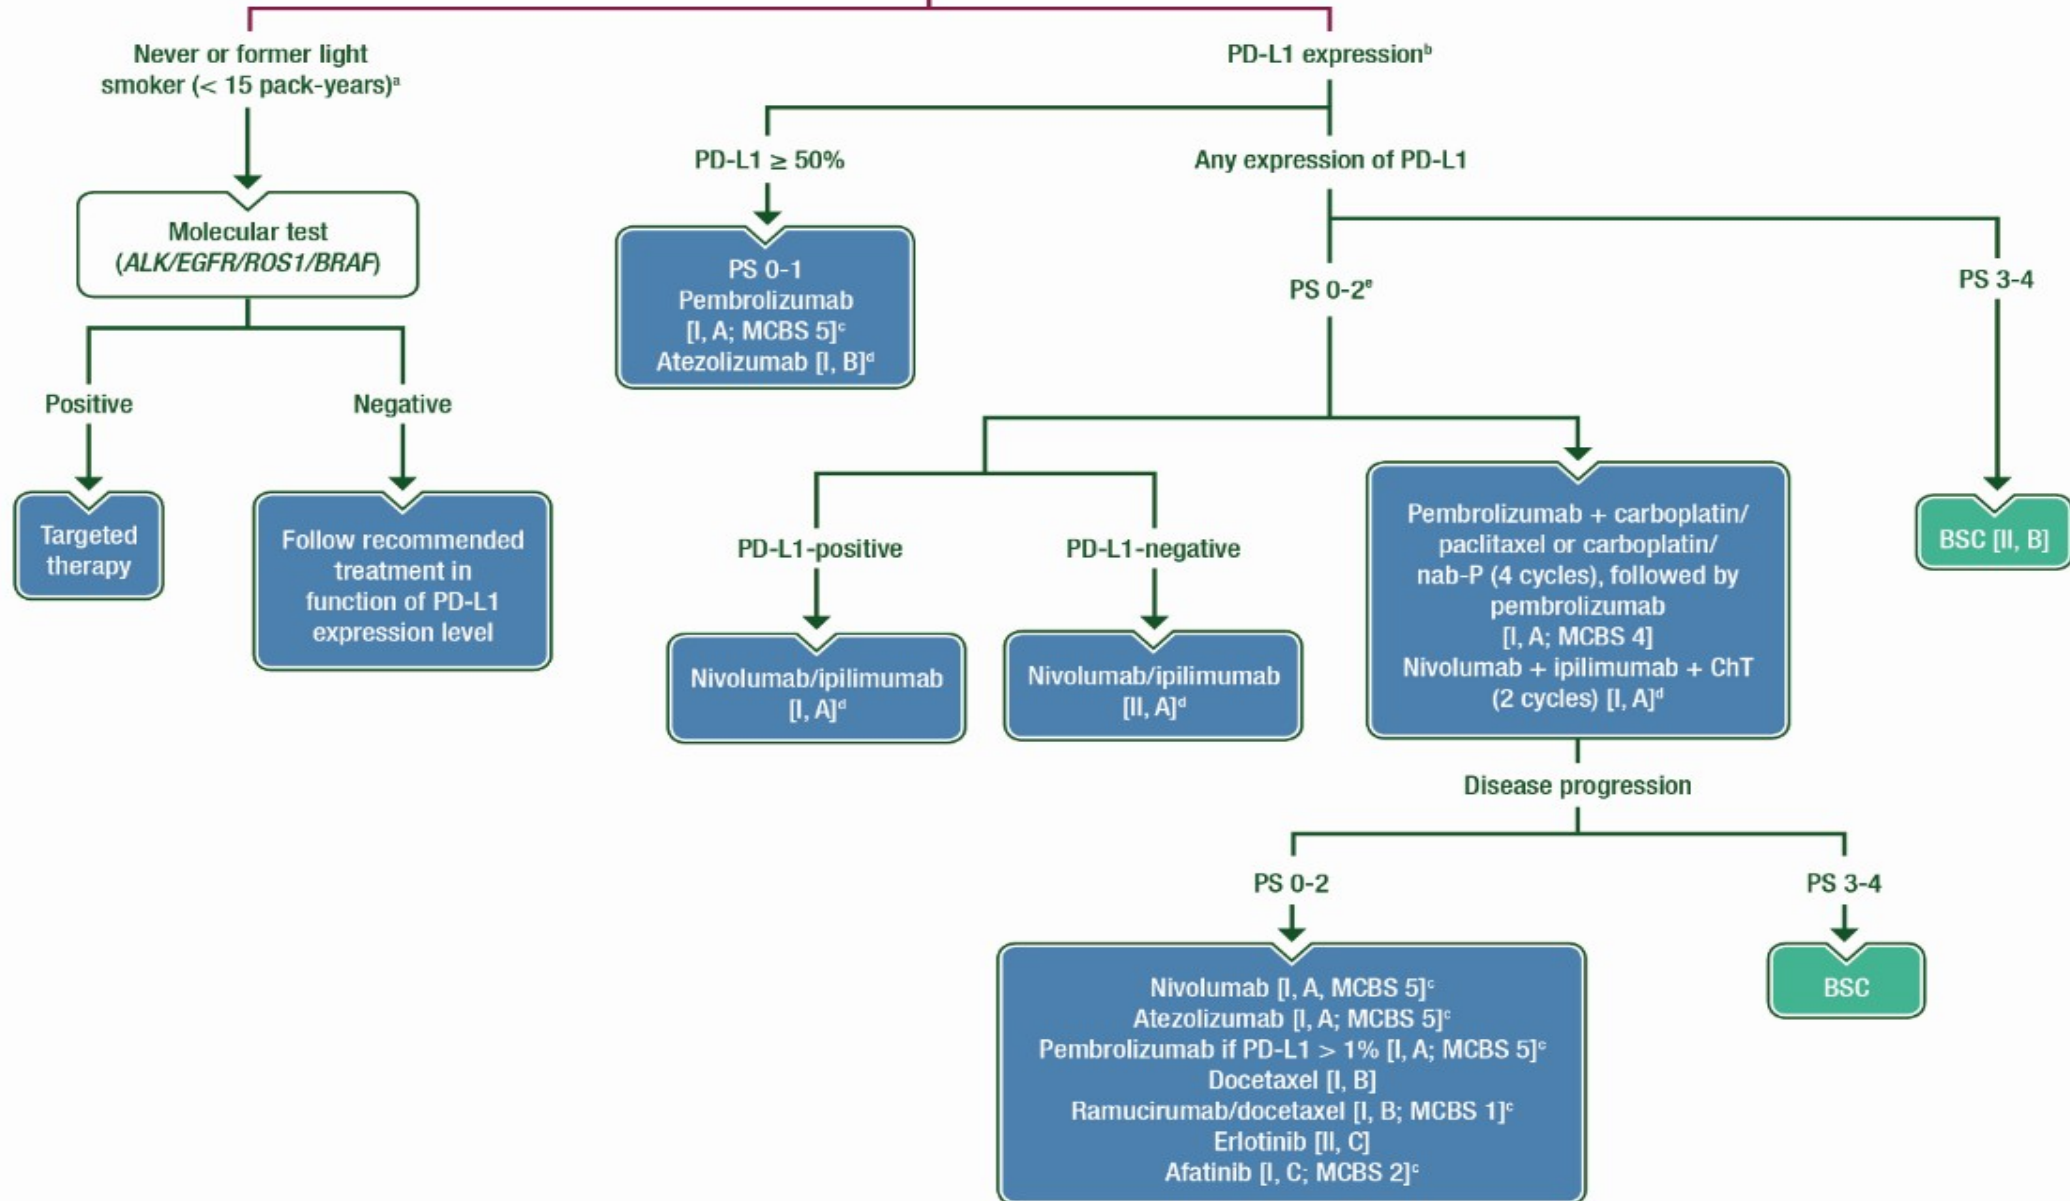 Never or former light
smoker (< 15 pack-years)ᵃ
Molecular test
(ALK/EGFR/ROS1/BRAF)
Positive
Negative
Targeted
therapy
Follow recommended
treatment in
function of PD-L1
expression level
PD-L1 expressionᵇ
PD-L1 ≥ 50%
Any expression of PD-L1
PS 0-1
Pembrolizumab
[I, A; MCBS 5]ᶜ
Atezolizumab [I, B]ᵈ
PS 0-2ᵉ
PS 3-4
PD-L1-positive
PD-L1-negative
Nivolumab/ipilimumab
[I, A]ᵈ
Nivolumab/ipilimumab
[II, A]ᵈ
Pembrolizumab + carboplatin/
paclitaxel or carboplatin/
nab-P (4 cycles), followed by
pembrolizumab
[I, A; MCBS 4]
Nivolumab + ipilimumab + ChT
(2 cycles) [I, A]ᵈ
BSC [II, B]
Disease progression
PS 0-2
PS 3-4
Nivolumab [I, A, MCBS 5]ᶜ
Atezolizumab [I, A; MCBS 5]ᶜ
Pembrolizumab if PD-L1 > 1% [I, A; MCBS 5]ᶜ
Docetaxel [I, B]
Ramucirumab/docetaxel [I, B; MCBS 1]ᶜ
Erlotinib [II, C]
Afatinib [I, C; MCBS 2]ᶜ
BSC